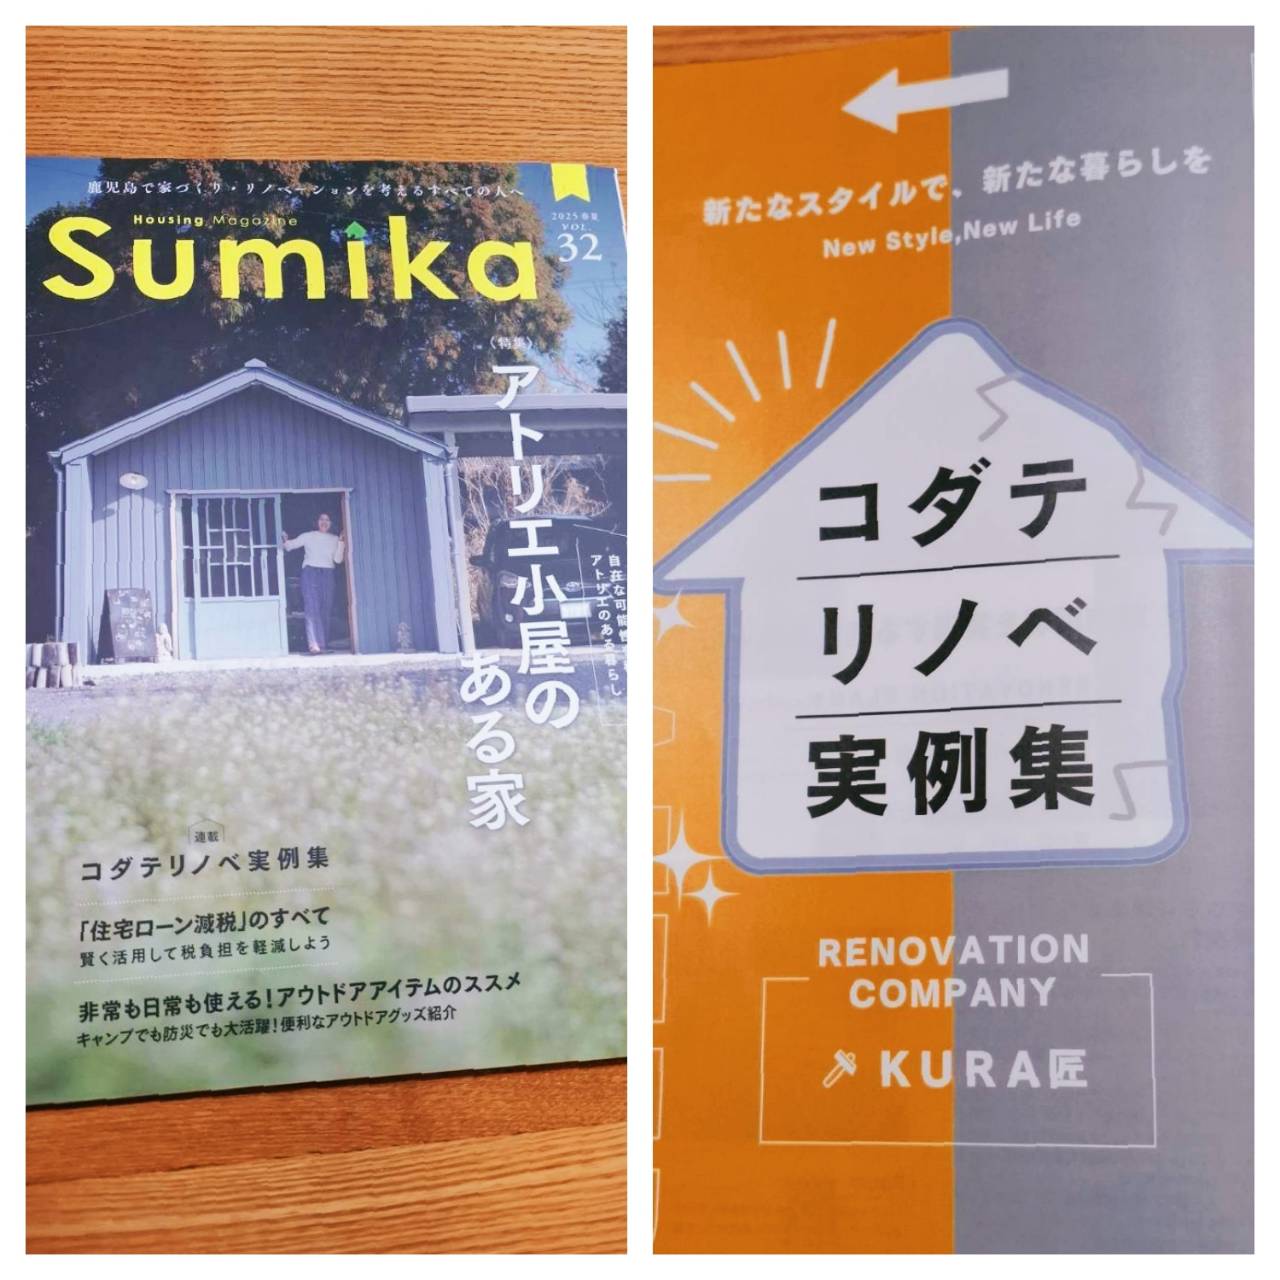 鹿児島で家づくり・リノベーションを考えるすべての人へ
Housing Magazine
Sumika
2025 春夏
VOL.
32
〈特集〉
アトリエ小屋の
ある家
アトリエのある暮らし
連載
コダテリノベ実例集
「住宅ローン減税」のすべて
賢く活用して税負担を軽減しよう
非常も日常も使える!アウトドアアイテムのススメ
キャンプでも防災でも大活躍!便利なアウトドアグッズ紹介
新たなスタイルで、新たな暮らしを
New Style,New Life
コダテ
リノベ
実例集
RENOVATION
COMPANY
KURA匠